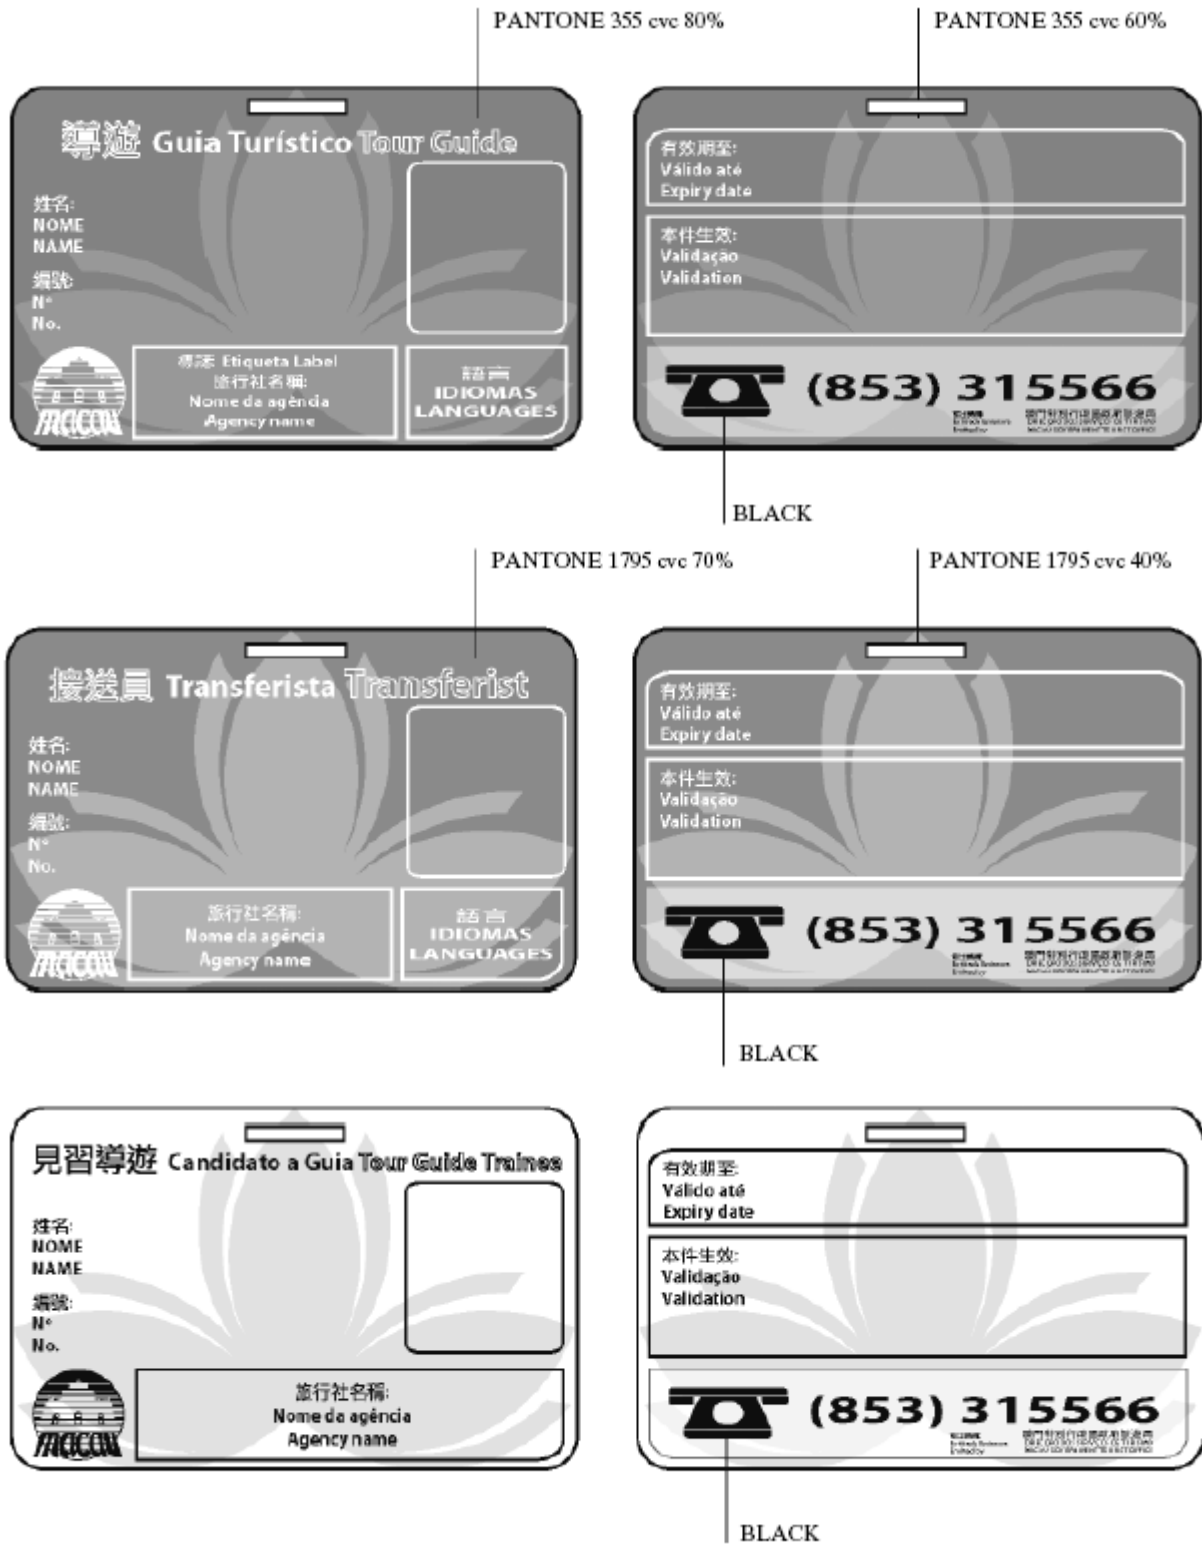 PANTONE 355 cvc 80%
PANTONE 355 cvc 60%
導遊 Guia Turístico Tour Guide
姓名:
NOME
NAME
編號:
Nº
No.
MACAU
標誌 Etiqueta Label
旅行社名稱:
Nome da agência
Agency name
語言
IDIOMAS
LANGUAGES
有效期至:
Válido até
Expiry date
本件生效:
Validação
Validation
(853) 315566
BLACK
PANTONE 1795 cvc 70%
PANTONE 1795 cvc 40%
接送員 Transferista Transferist
姓名:
NOME
NAME
編號:
Nº
No.
MACAU
旅行社名稱:
Nome da agência
Agency name
語言
IDIOMAS
LANGUAGES
有效期至:
Válido até
Expiry date
本件生效:
Validação
Validation
(853) 315566
BLACK
見習導遊 Candidato a Guia Tour Guide Trainee
姓名:
NOME
NAME
編號:
Nº
No.
MACAU
旅行社名稱:
Nome da agência
Agency name
有效期至:
Válido até
Expiry date
本件生效:
Validação
Validation
(853) 315566
BLACK